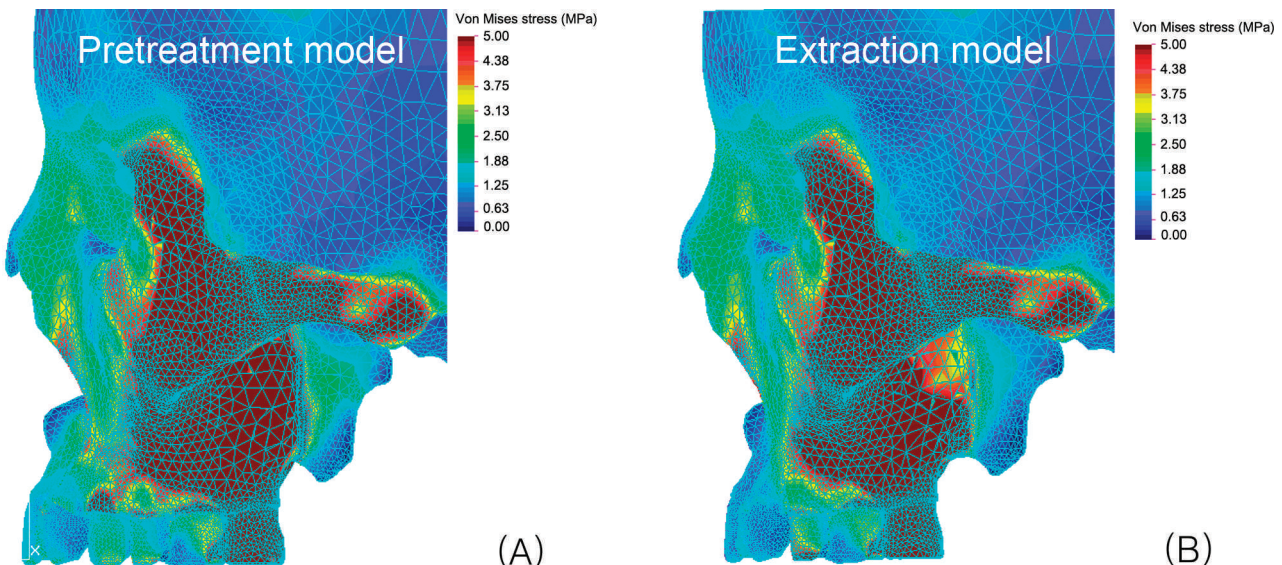 Von Mises stress (MPa)
Pretreatment model
5.00
4.38
3.75
3.13
2.50
1.88
1.25
0.63
0.00
X
(A)
Von Mises stress (MPa)
Extraction model
5.00
4.38
3.75
3.13
2.50
1.88
1.25
0.63
0.00
(B)